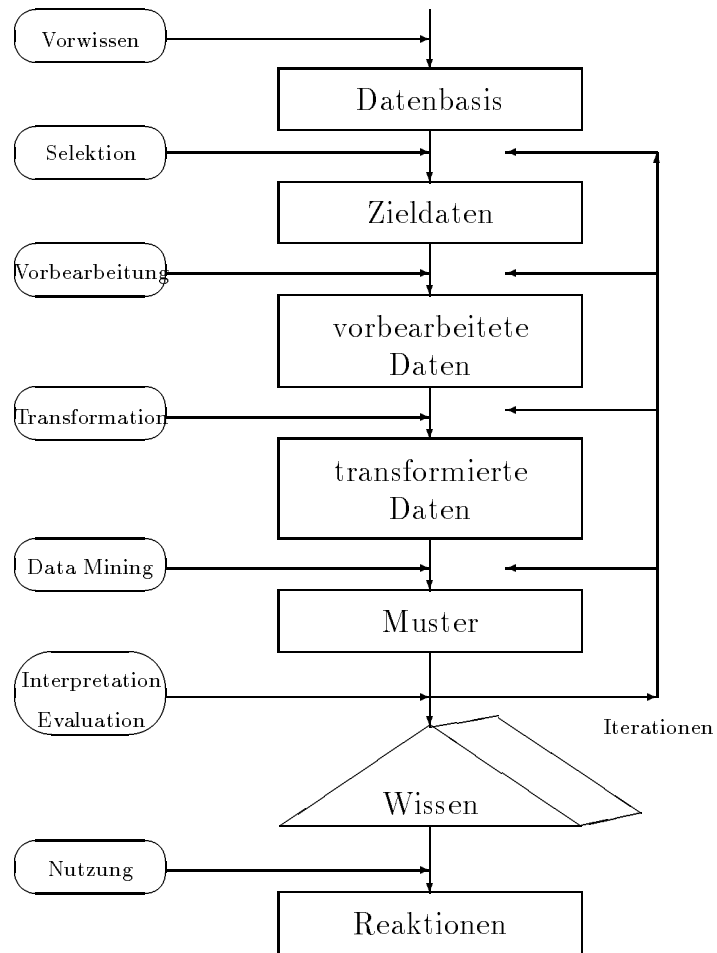 Vorwissen
Datenbasis
Selektion
Zieldaten
Vorbearbeitung
vorbearbeitete
Daten
Transformation
transformierte
Daten
Data Mining
Muster
Interpretation
Evaluation
Iterationen
Wissen
Nutzung
Reaktionen